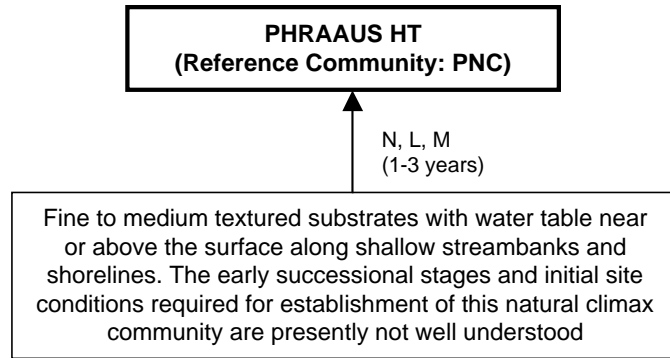 PHRAAUS HT
(Reference Community: PNC)
N, L, M
(1-3 years)
Fine to medium textured substrates with water table near
or above the surface along shallow streambanks and
shorelines. The early successional stages and initial site
conditions required for establishment of this natural climax
community are presently not well understood